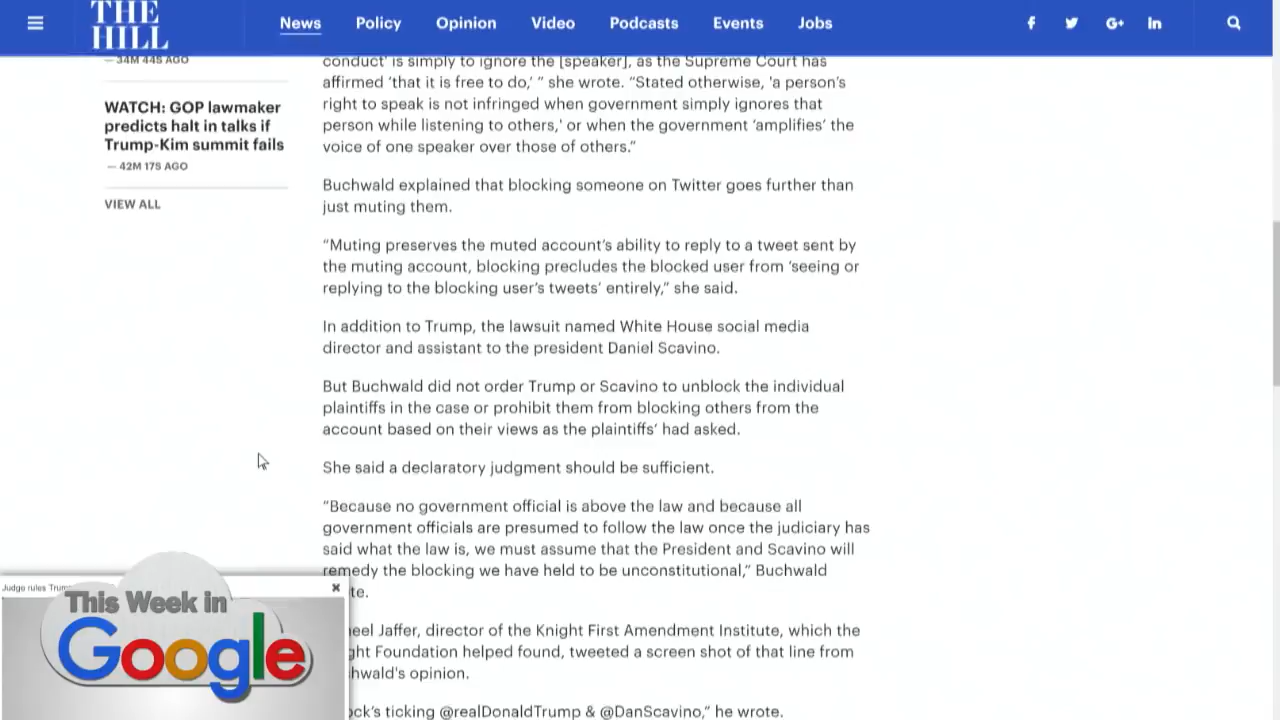 THE
HILL
News
Policy
Opinion
Video
Podcasts
Events
Jobs
34M 44S AGO
WATCH: GOP lawmaker
predicts halt in talks if
Trump-Kim summit fails
— 42M 17S AGO
VIEW ALL
conduct’ is simply to ignore the [speaker], as the Supreme Court has
affirmed ‘that it is free to do,’ ” she wrote. “Stated otherwise, 'a person’s
right to speak is not infringed when government simply ignores that
person while listening to others,' or when the government ‘amplifies’ the
voice of one speaker over those of others.”
Buchwald explained that blocking someone on Twitter goes further than
just muting them.
“Muting preserves the muted account’s ability to reply to a tweet sent by
the muting account, blocking precludes the blocked user from ‘seeing or
replying to the blocking user’s tweets’ entirely,” she said.
In addition to Trump, the lawsuit named White House social media
director and assistant to the president Daniel Scavino.
But Buchwald did not order Trump or Scavino to unblock the individual
plaintiffs in the case or prohibit them from blocking others from the
account based on their views as the plaintiffs’ had asked.
She said a declaratory judgment should be sufficient.
“Because no government official is above the law and because all
government officials are presumed to follow the law once the judiciary has
said what the law is, we must assume that the President and Scavino will
remedy the blocking we have held to be unconstitutional,” Buchwald
te.
eel Jaffer, director of the Knight First Amendment Institute, which the
ght Foundation helped found, tweeted a screen shot of that line from
hwald's opinion.
ock’s ticking @realDonaldTrump & @DanScavino,” he wrote.
Judge rules Trum
This Week in
Google